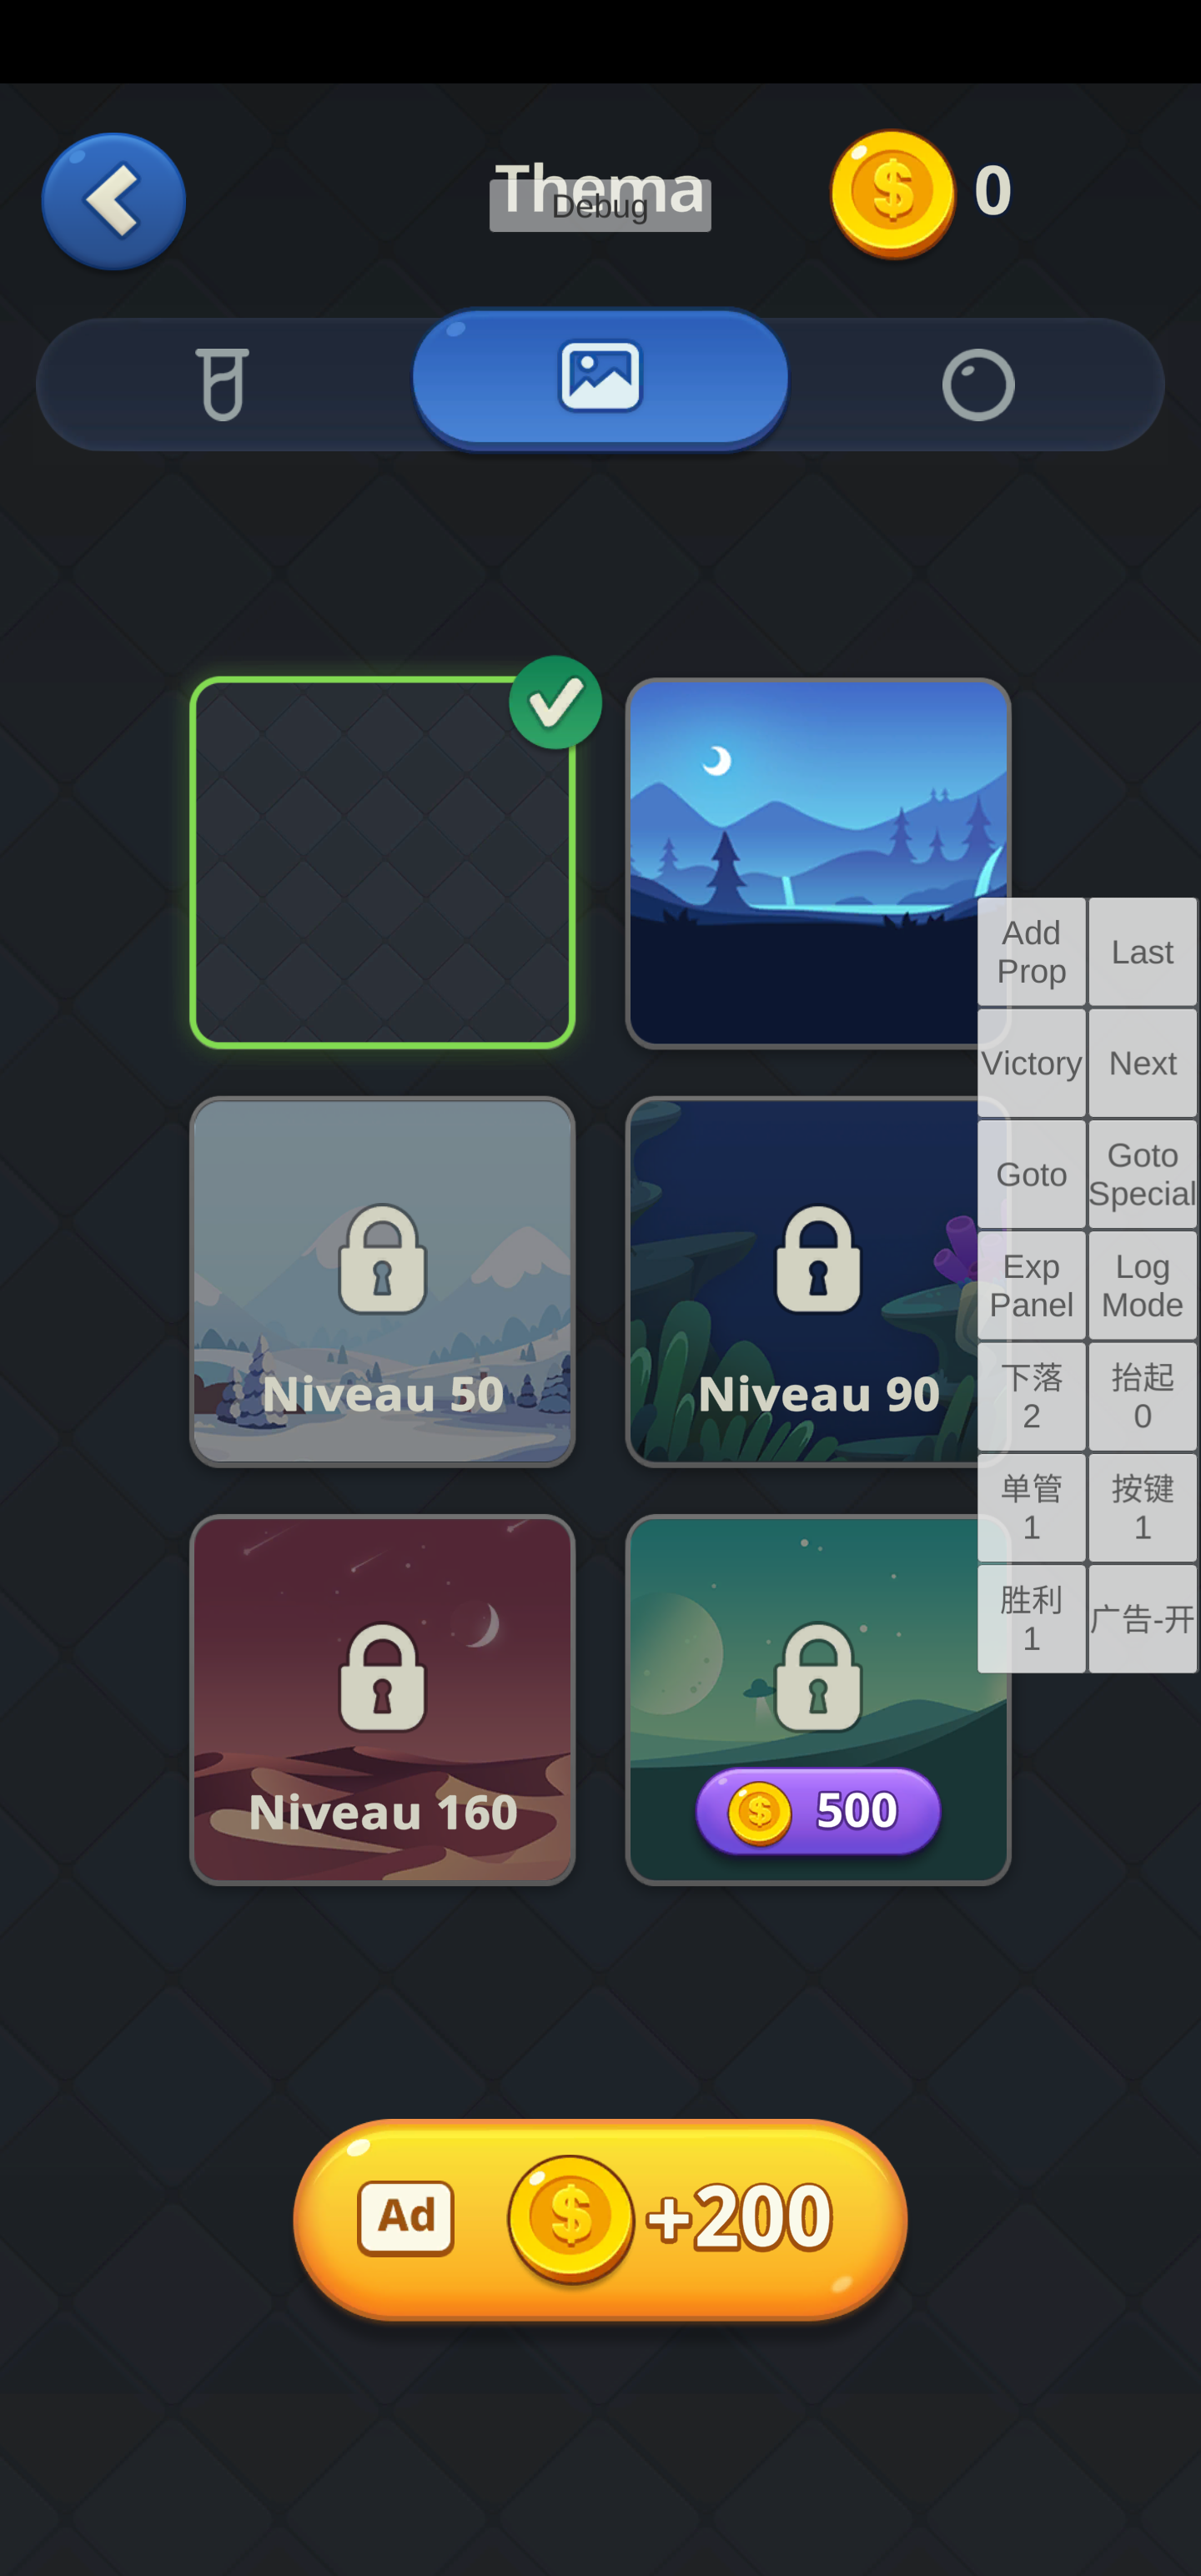 Thema
Debug
0
Add
Prop
Last
Victory
Next
Goto
Goto
Special
Exp
Panel
Log
Mode
下落
2
抬起
0
单管
1
按键
1
胜利
1
广告-开
Niveau 50
Niveau 90
Niveau 160
500
Ad
+200